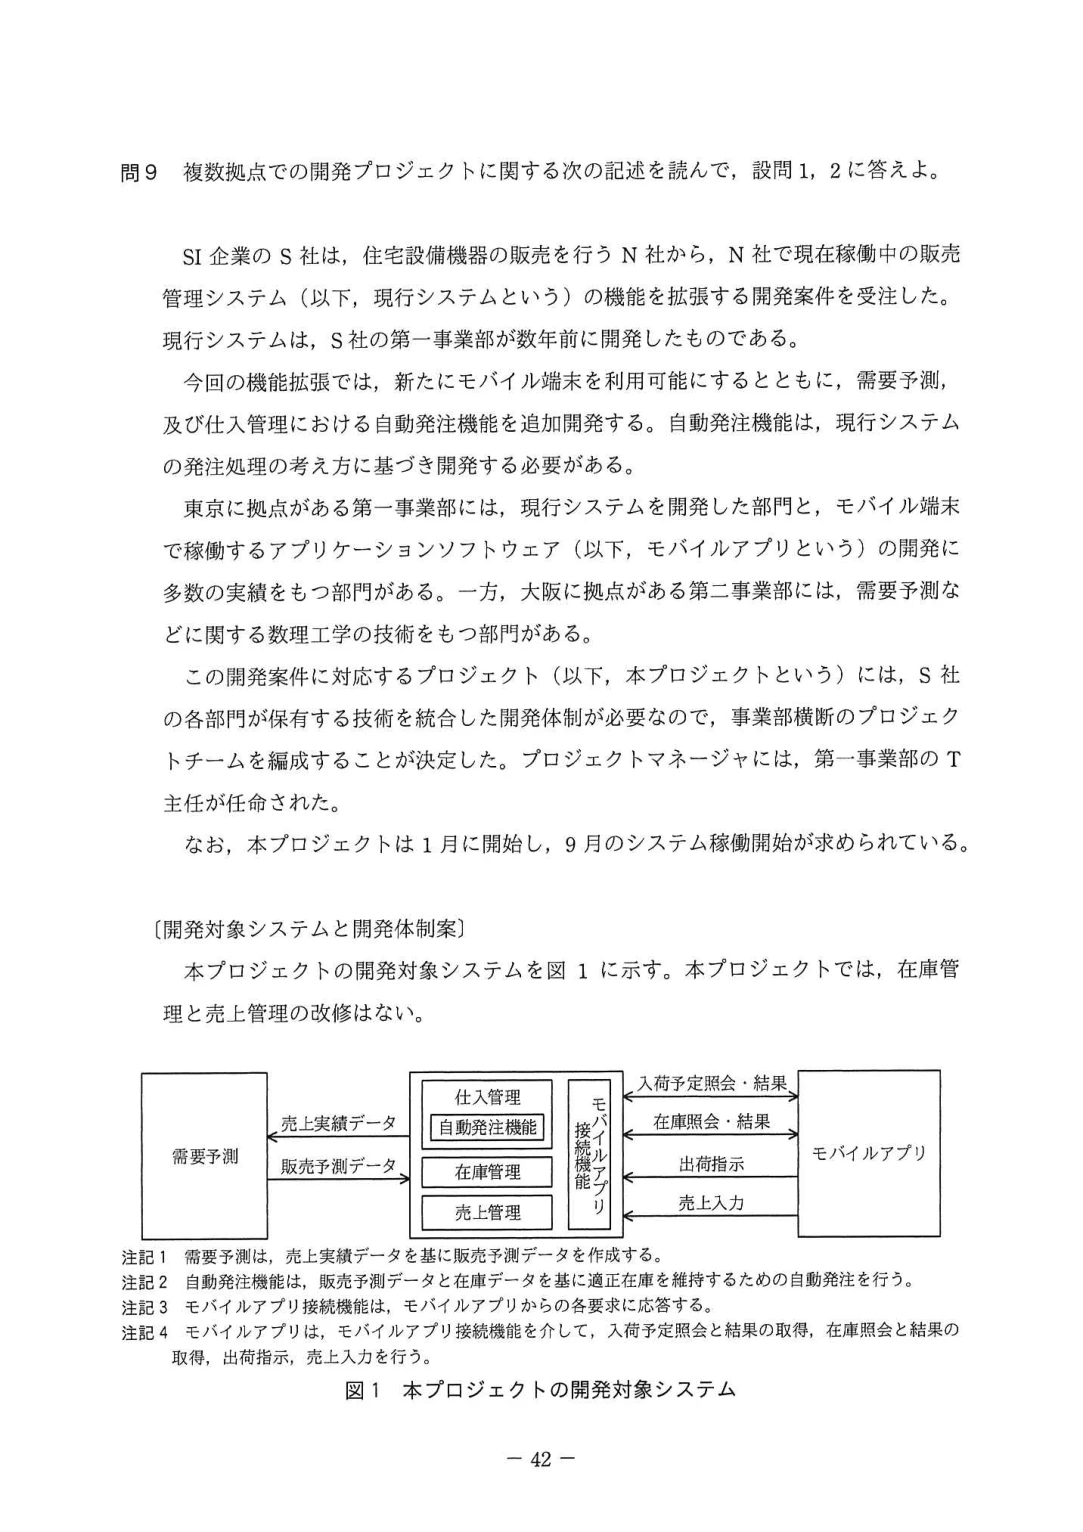 問9 複数拠点での開発プロジェクトに関する次の記述を読んで，設問1，2に答えよ。
SI 企業の S 社は，住宅設備機器の販売を行う N 社から，N 社で現在稼働中の販売
管理システム（以下，現行システムという）の機能を拡張する開発案件を受注した。
現行システムは，S 社の第一事業部が数年前に開発したものである。
今回の機能拡張では，新たにモバイル端末を利用可能にするとともに，需要予測，
及び仕入管理における自動発注機能を追加開発する。自動発注機能は，現行システム
の発注処理の考え方に基づき開発する必要がある。
東京に拠点がある第一事業部には，現行システムを開発した部門と，モバイル端末
で稼働するアプリケーションソフトウェア（以下，モバイルアプリという）の開発に
多数の実績をもつ部門がある。一方，大阪に拠点がある第二事業部には，需要予測な
どに関する数理工学の技術をもつ部門がある。
この開発案件に対応するプロジェクト（以下，本プロジェクトという）には，S 社
の各部門が保有する技術を統合した開発体制が必要なので，事業部横断のプロジェク
トチームを編成することが決定した。プロジェクトマネージャには，第一事業部の T
主任が任命された。
なお，本プロジェクトは 1 月に開始し，9 月のシステム稼働開始が求められている。
〔開発対象システムと開発体制案〕
本プロジェクトの開発対象システムを図 1 に示す。本プロジェクトでは，在庫管
理と売上管理の改修はない。
需要予測
売上実績データ
販売予測データ
仕入管理
自動発注機能
在庫管理
売上管理
モバイルアプリ
接続機能
入荷予定照会・結果
在庫照会・結果
出荷指示
売上入力
モバイルアプリ
注記1 需要予測は，売上実績データを基に販売予測データを作成する。
注記2 自動発注機能は，販売予測データと在庫データを基に適正在庫を維持するための自動発注を行う。
注記3 モバイルアプリ接続機能は，モバイルアプリからの各要求に応答する。
注記4 モバイルアプリは，モバイルアプリ接続機能を介して，入荷予定照会と結果の取得，在庫照会と結果の
取得，出荷指示，売上入力を行う。
図1 本プロジェクトの開発対象システム
－ 42 －